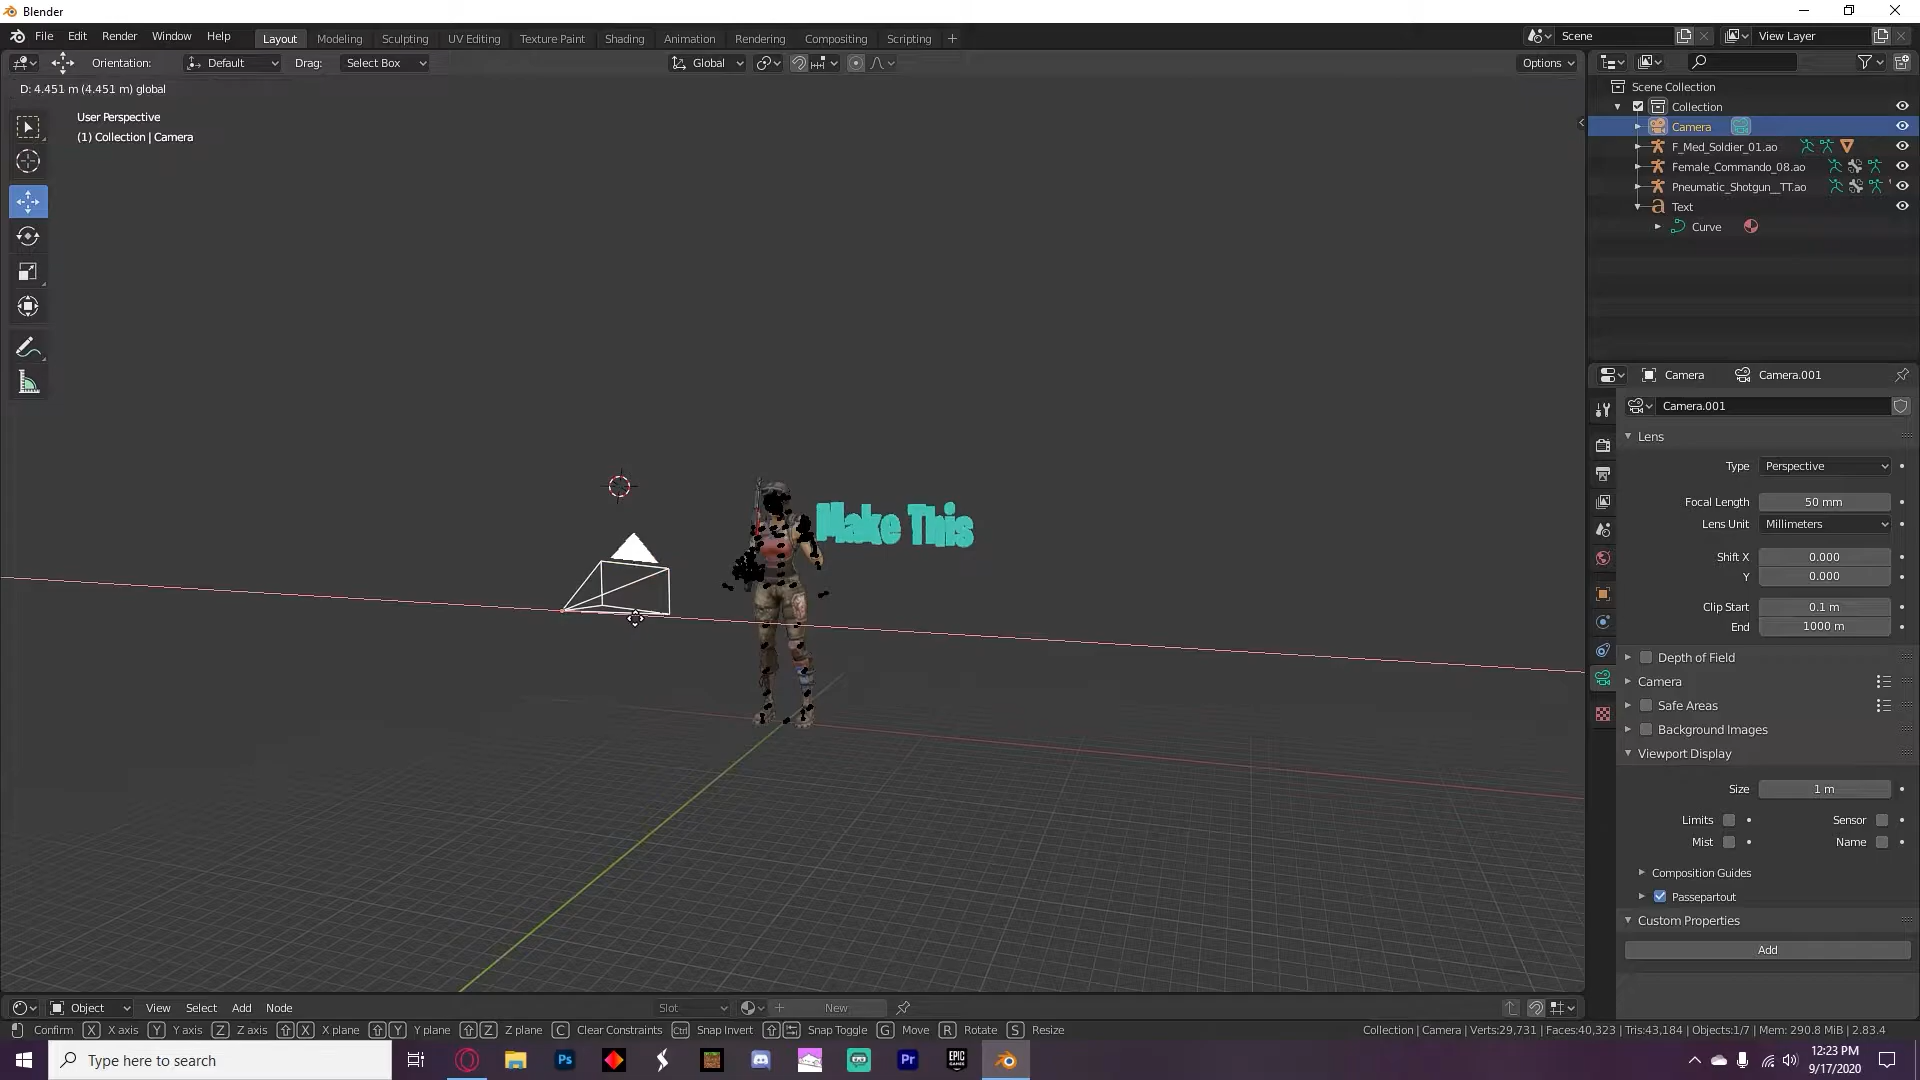 Blender
File Edit Render Window Help Layout Modeling Sculpting UV Editing Texture Paint Shading Animation Rendering Compositing Scripting + Scene View Layer
Orientation: Default Drag: Select Box Global Options
D: 4.451 m (4.451 m) global
User Perspective
(1) Collection | Camera
Make This
Scene Collection
Collection
Camera
F_Med_Soldier_01.ao
Female_Commando_08.ao
Pneumatic_Shotgun__TT.ao
Text
Curve
Camera Camera.001
Camera.001
Lens
Type Perspective
Focal Length 50 mm
Lens Unit Millimeters
Shift X 0.000
Y 0.000
Clip Start 0.1 m
End 1000 m
Depth of Field
Camera
Safe Areas
Background Images
Viewport Display
Size 1 m
Limits Sensor
Mist Name
Composition Guides
Passepartout
Custom Properties
Add
Object View Select Add Node Slot New
Confirm X X axis Y Y axis Z Z axis X X plane Y Y plane Z Z plane C Clear Constraints Ctrl Snap Invert Snap Toggle G Move R Rotate S Resize Collection | Camera | Verts:29,731 | Faces:40,323 | Tris:43,184 | Objects:1/7 | Mem: 290.8 MiB | 2.83.4
Type here to search Ps Pr EPIC GAMES 12:23 PM
9/17/2020